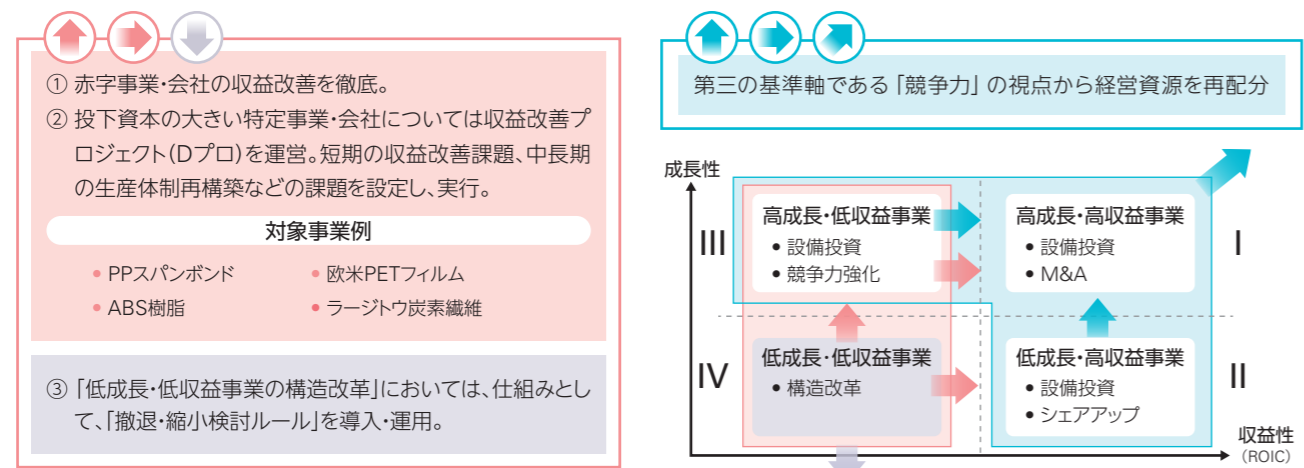 ① 赤字事業・会社の収益改善を徹底。
② 投下資本の大きい特定事業・会社については収益改善プ
ロジェクト（Dプロ）を運営。短期の収益改善課題、中長期
の生産体制再構築などの課題を設定し、実行。
対象事業例
• PPスパンボンド
• 欧米PETフィルム
• ABS樹脂
• ラージトウ炭素繊維
③ 「低成長・低収益事業の構造改革」においては、仕組みとし
て、「撤退・縮小検討ルール」を導入・運用。
第三の基準軸である「競争力」の視点から経営資源を再配分
成長性
III
高成長・低収益事業
• 設備投資
• 競争力強化
高成長・高収益事業
• 設備投資
• M&A
I
IV
低成長・低収益事業
• 構造改革
低成長・高収益事業
• 設備投資
• シェアアップ
II
収益性
（ROIC）